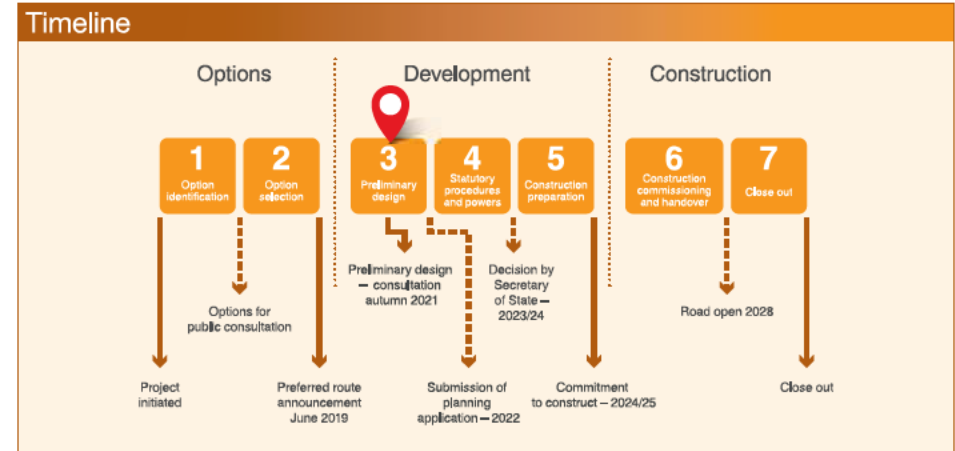 Timeline
Options
Development
Construction
1
Option
identification
2
Option
selection
3
Preliminary
design
4
Statutory
procedures
and powers
5
Construction
preparation
6
Construction
commissioning
and handover
7
Close out
Preliminary design
– consultation
autumn 2021
Decision by
Secretary
of State –
2023/24
Options for
public consultation
Road open 2028
Project
initiated
Preferred route
announcement
June 2019
Submission of
planning
application – 2022
Commitment
to construct – 2024/25
Close out